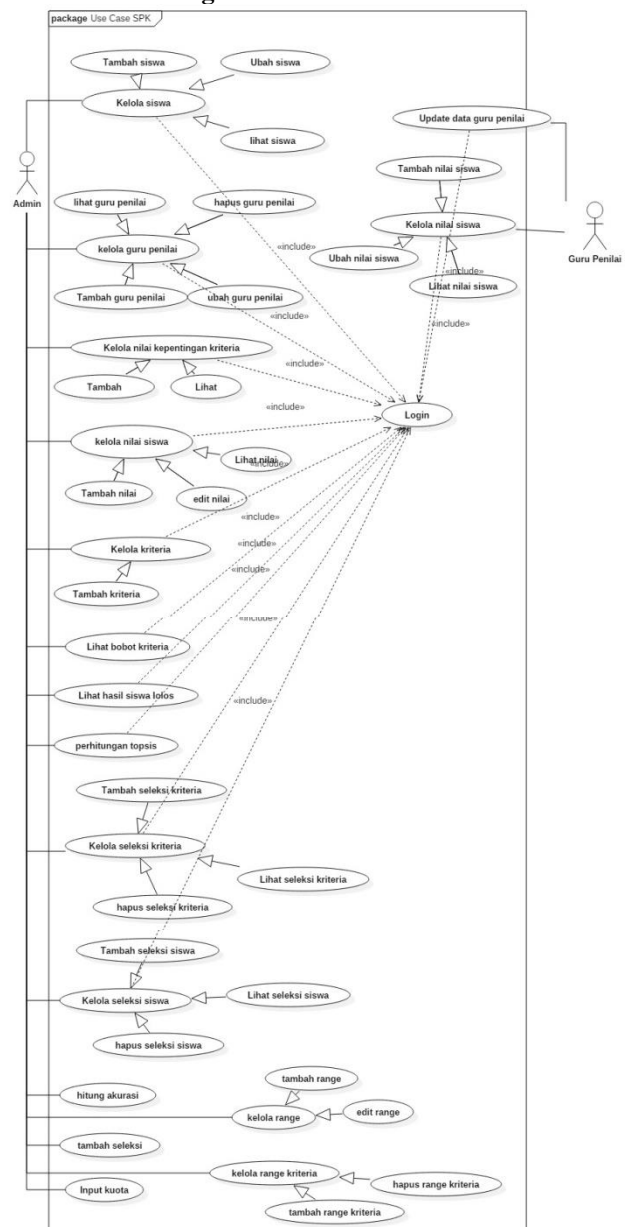 package Use Case SPK
Tambah siswa
Ubah siswa
Kelola siswa
lihat siswa
Update data guru penilai
Admin
Tambah nilai siswa
lihat guru penilai
hapus guru penilai
Kelola nilai siswa
kelola guru penilai
«include»
Ubah nilai siswa
Guru Penilai
«include»
Lihat nilai siswa
Tambah guru penilai
ubah guru penilai
«include»
«include»
Kelola nilai kepentingan kriteria
«include»
Tambah
Lihat
«include»
Login
kelola nilai siswa
Lihat nilai
«include»
Tambah nilai
edit nilai
«include»
Kelola kriteria
«include»
«include»
Tambah kriteria
«include»
Lihat bobot kriteria
Lihat hasil siswa lolos
«include»
perhitungan topsis
Tambah seleksi kriteria
Kelola seleksi kriteria
Lihat seleksi kriteria
hapus seleksi kriteria
Tambah seleksi siswa
Kelola seleksi siswa
Lihat seleksi siswa
hapus seleksi siswa
tambah range
hitung akurasi
kelola range
edit range
tambah seleksi
kelola range kriteria
hapus range kriteria
Input kuota
tambah range kriteria